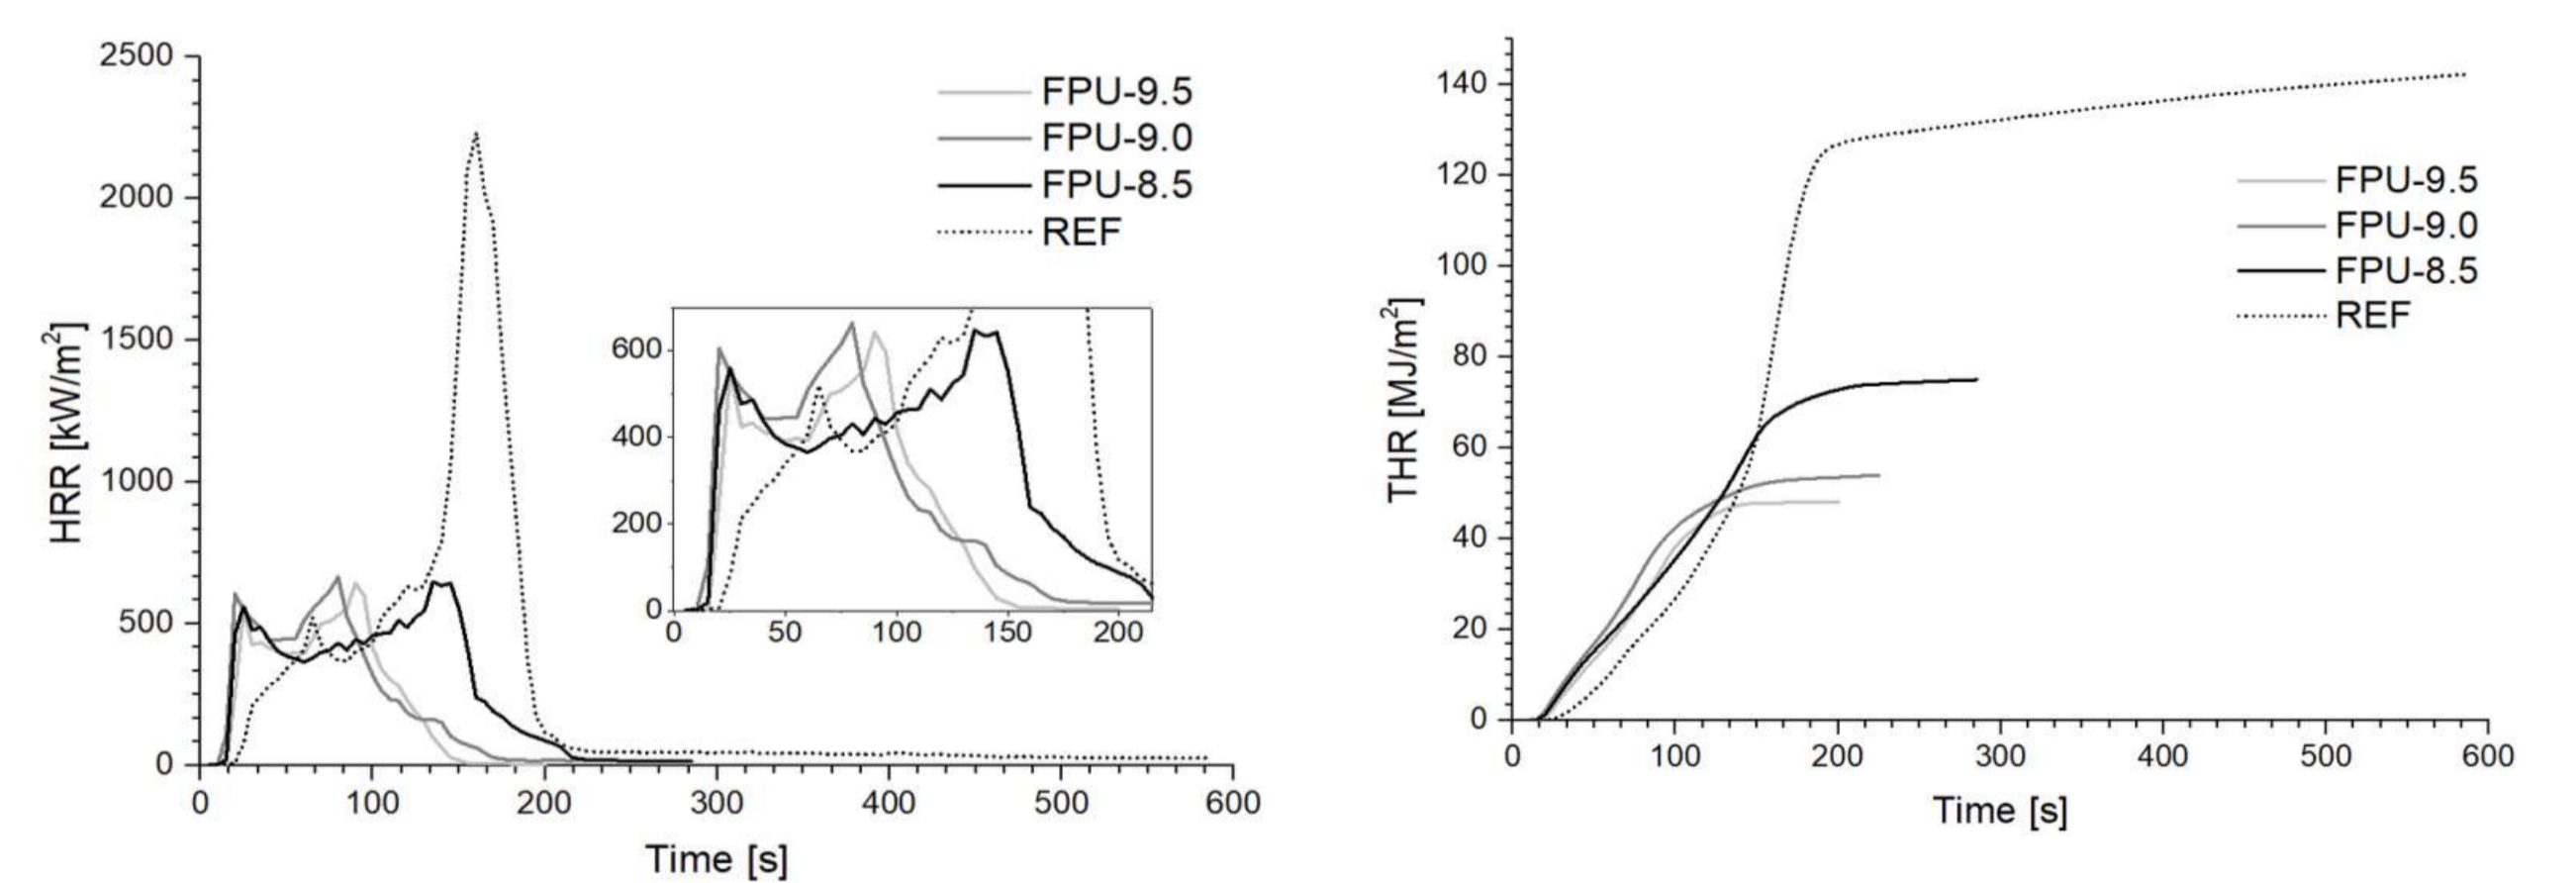 2500
2000
1500
1000
500
0
HRR [kW/m²]
0 100 200 300 400 500 600
Time [s]
FPU-9.5
FPU-9.0
FPU-8.5
REF
600
400
200
0
0 50 100 150 200
140
120
100
80
60
40
20
0
THR [MJ/m²]
0 100 200 300 400 500 600
Time [s]
FPU-9.5
FPU-9.0
FPU-8.5
REF